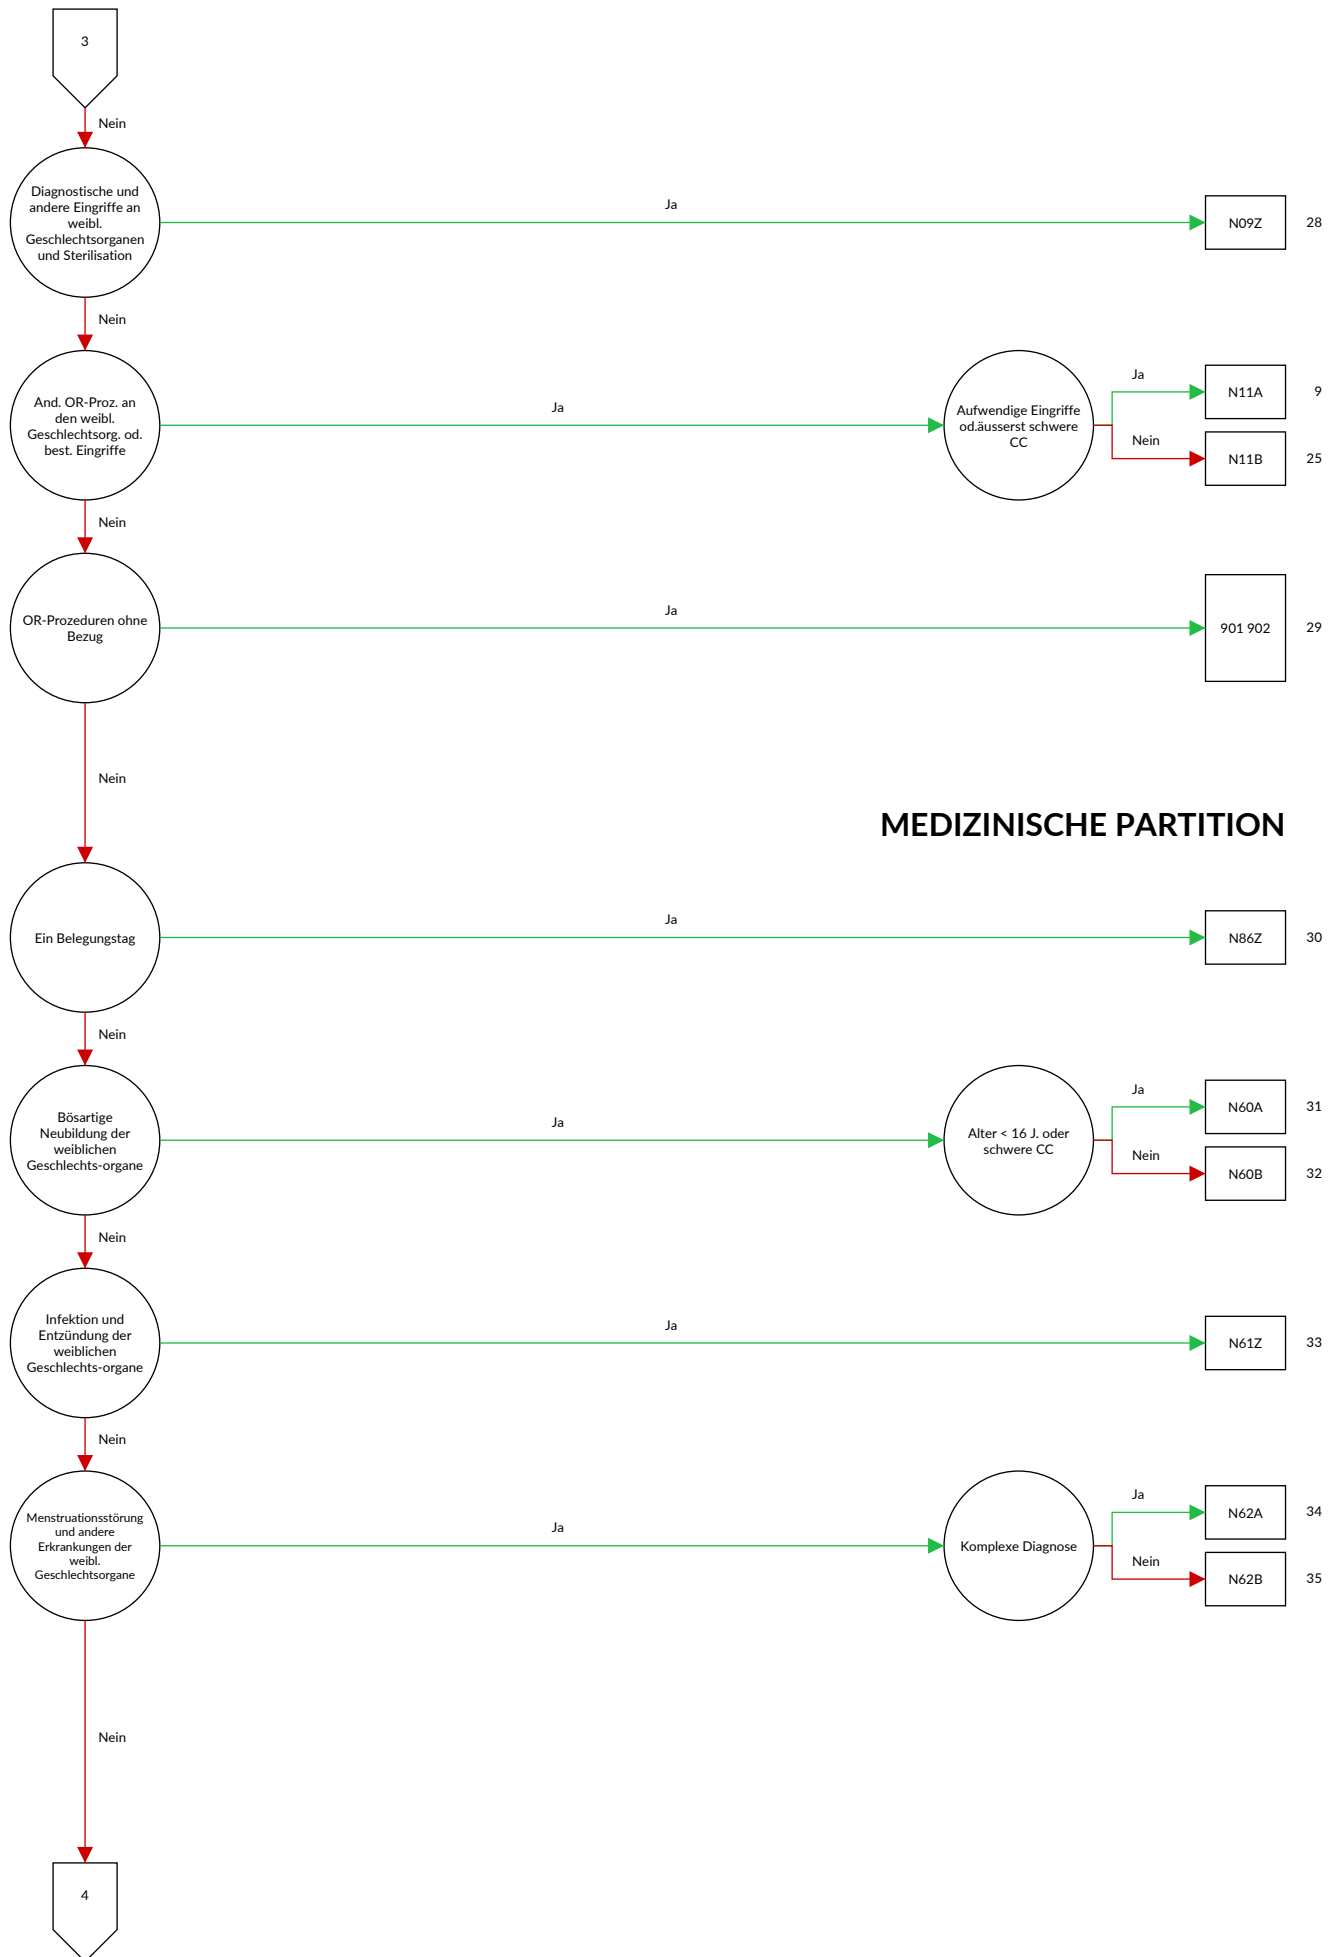 3
Nein
Diagnostische und
andere Eingriffe an
weibl.
Geschlechtsorganen
und Sterilisation
Ja
N09Z
28
Nein
And. OR-Proz. an
den weibl.
Geschlechtsorg. od.
best. Eingriffe
Ja
Aufwendige Eingriffe
od.äusserst schwere
CC
Ja
N11A
9
Nein
N11B
25
Nein
OR-Prozeduren ohne
Bezug
Ja
901 902
29
Nein
MEDIZINISCHE PARTITION
Ein Belegungstag
Ja
N86Z
30
Nein
Bösartige
Neubildung der
weiblichen
Geschlechts-organe
Ja
Alter < 16 J. oder
schwere CC
Ja
N60A
31
Nein
N60B
32
Nein
Infektion und
Entzündung der
weiblichen
Geschlechts-organe
Ja
N61Z
33
Nein
Menstruationsstörung
und andere
Erkrankungen der
weibl.
Geschlechtsorgane
Ja
Komplexe Diagnose
Ja
N62A
34
Nein
N62B
35
Nein
4